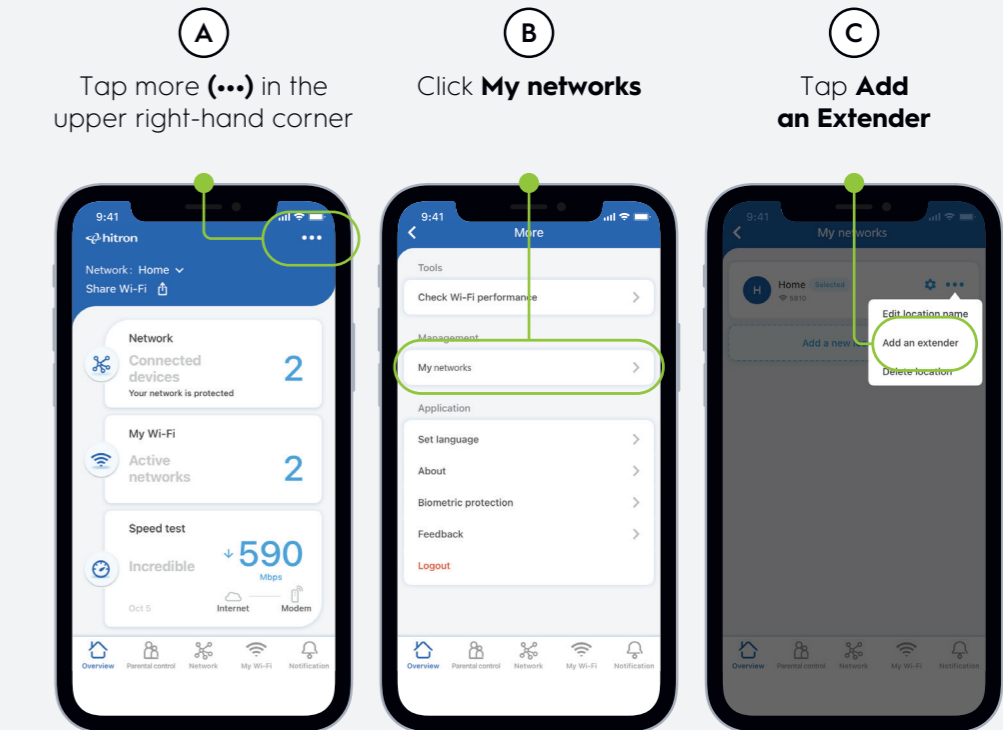 A
Tap more (•••) in the
upper right-hand corner
9:41
hitron
•••
Network: Home
Share Wi-Fi
Network
Connected
devices
2
Your network is protected
My Wi-Fi
Active
networks
2
Speed test
Incredible
590
Mbps
Oct 5
Internet
Modem
Overview
Parental control
Network
My Wi-Fi
Notification
B
Click My networks
9:41
More
Tools
Check Wi-Fi performance
Management
My networks
Application
Set language
About
Biometric protection
Feedback
Logout
Overview
Parental control
Network
My Wi-Fi
Notification
C
Tap Add
an Extender
9:41
My networks
H
Home
Selected
5810
•••
Edit location name
Add a new
Add an extender
Delete location
Overview
Parental control
Network
My Wi-Fi
Notification